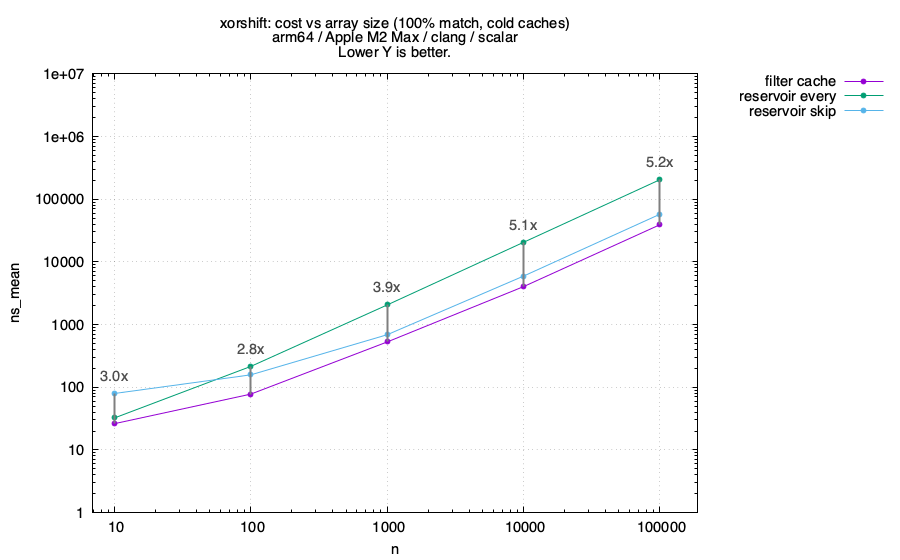 xorshift: cost vs array size (100% match, cold caches)
arm64 / Apple M2 Max / clang / scalar
Lower Y is better.
filter cache
reservoir every
reservoir skip
1e+07
1e+06
100000
10000
1000
100
10
1
ns_mean
3.0x
2.8x
3.9x
5.1x
5.2x
10
100
1000
10000
100000
n